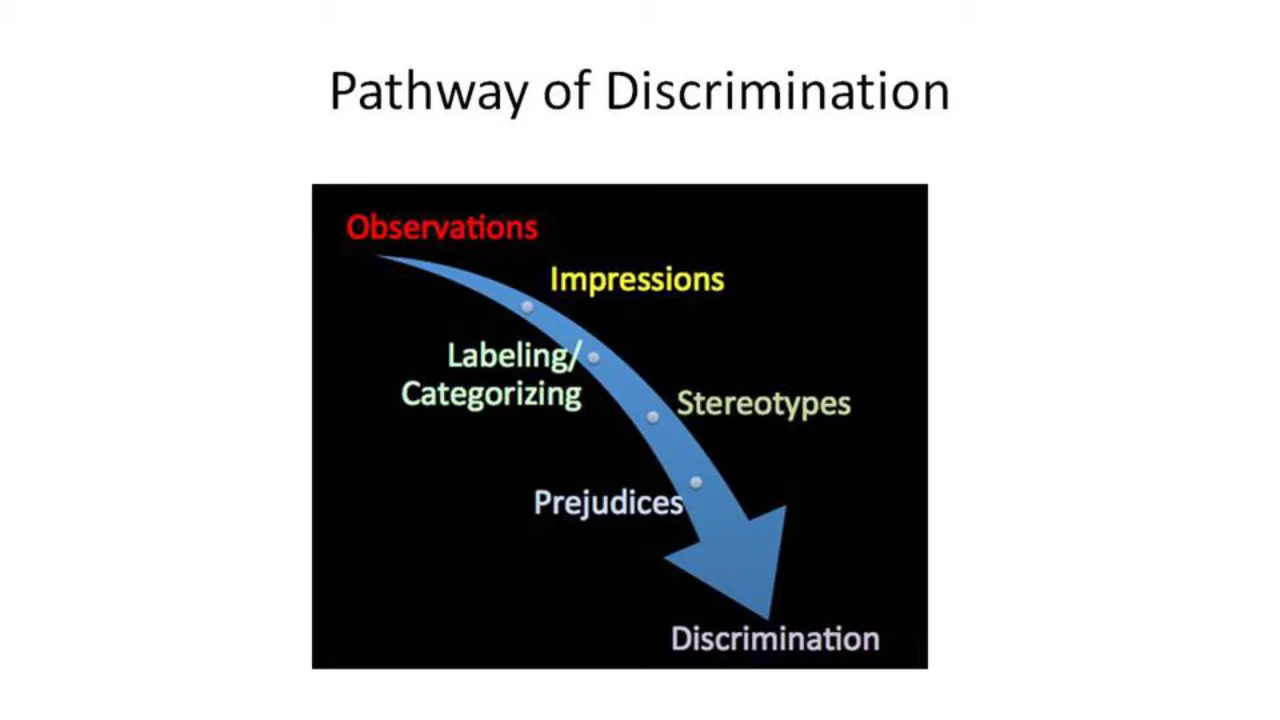 Pathway of Discrimination
Observations
Impressions
Labeling/
Categorizing
Stereotypes
Prejudices
Discrimination